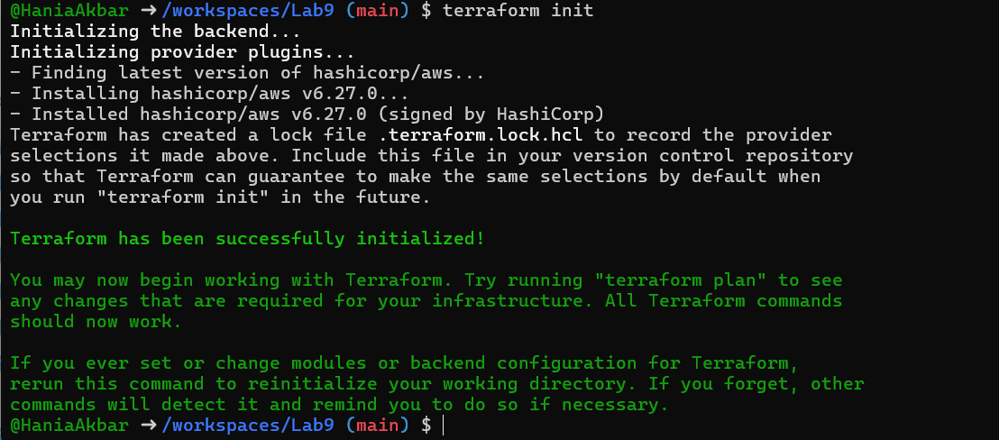 @HaniaAkbar ➜ /workspaces/Lab9 (main) $ terraform init
Initializing the backend...
Initializing provider plugins...
- Finding latest version of hashicorp/aws...
- Installing hashicorp/aws v6.27.0...
- Installed hashicorp/aws v6.27.0 (signed by HashiCorp)
Terraform has created a lock file .terraform.lock.hcl to record the provider
selections it made above. Include this file in your version control repository
so that Terraform can guarantee to make the same selections by default when
you run "terraform init" in the future.

Terraform has been successfully initialized!

You may now begin working with Terraform. Try running "terraform plan" to see
any changes that are required for your infrastructure. All Terraform commands
should now work.

If you ever set or change modules or backend configuration for Terraform,
rerun this command to reinitialize your working directory. If you forget, other
commands will detect it and remind you to do so if necessary.
@HaniaAkbar ➜ /workspaces/Lab9 (main) $